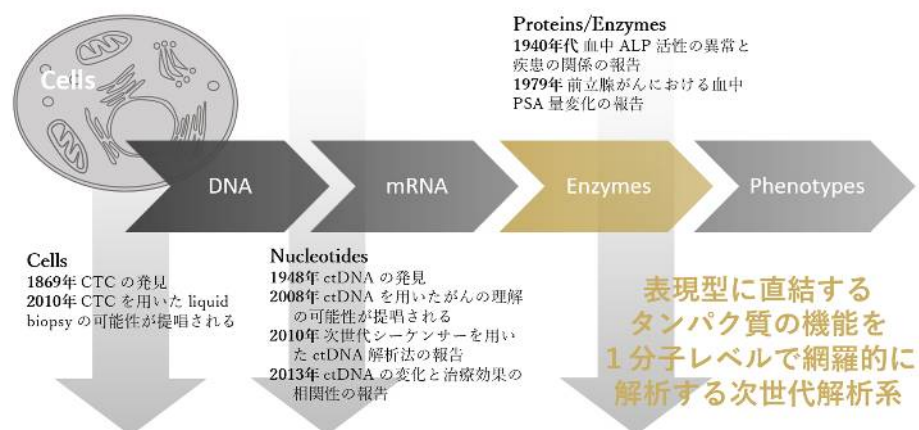 Proteins/Enzymes
1940年代 血中 ALP 活性の異常と
疾患の関係の報告
1979年 前立腺がんにおける血中
PSA 量変化の報告
Cells
DNA
mRNA
Enzymes
Phenotypes
Cells
1869年 CTC の発見
2010年 CTC を用いた liquid
biopsy の可能性が提唱される
Nucleotides
1948年 ctDNA の発見
2008年 ctDNA を用いたがんの理解
の可能性が提唱される
2010年 次世代シーケンサーを用い
た ctDNA 解析法の報告
2013年 ctDNA の変化と治療効果の
相関性の報告
表現型に直結する
タンパク質の機能を
1分子レベルで網羅的に
解析する次世代解析系